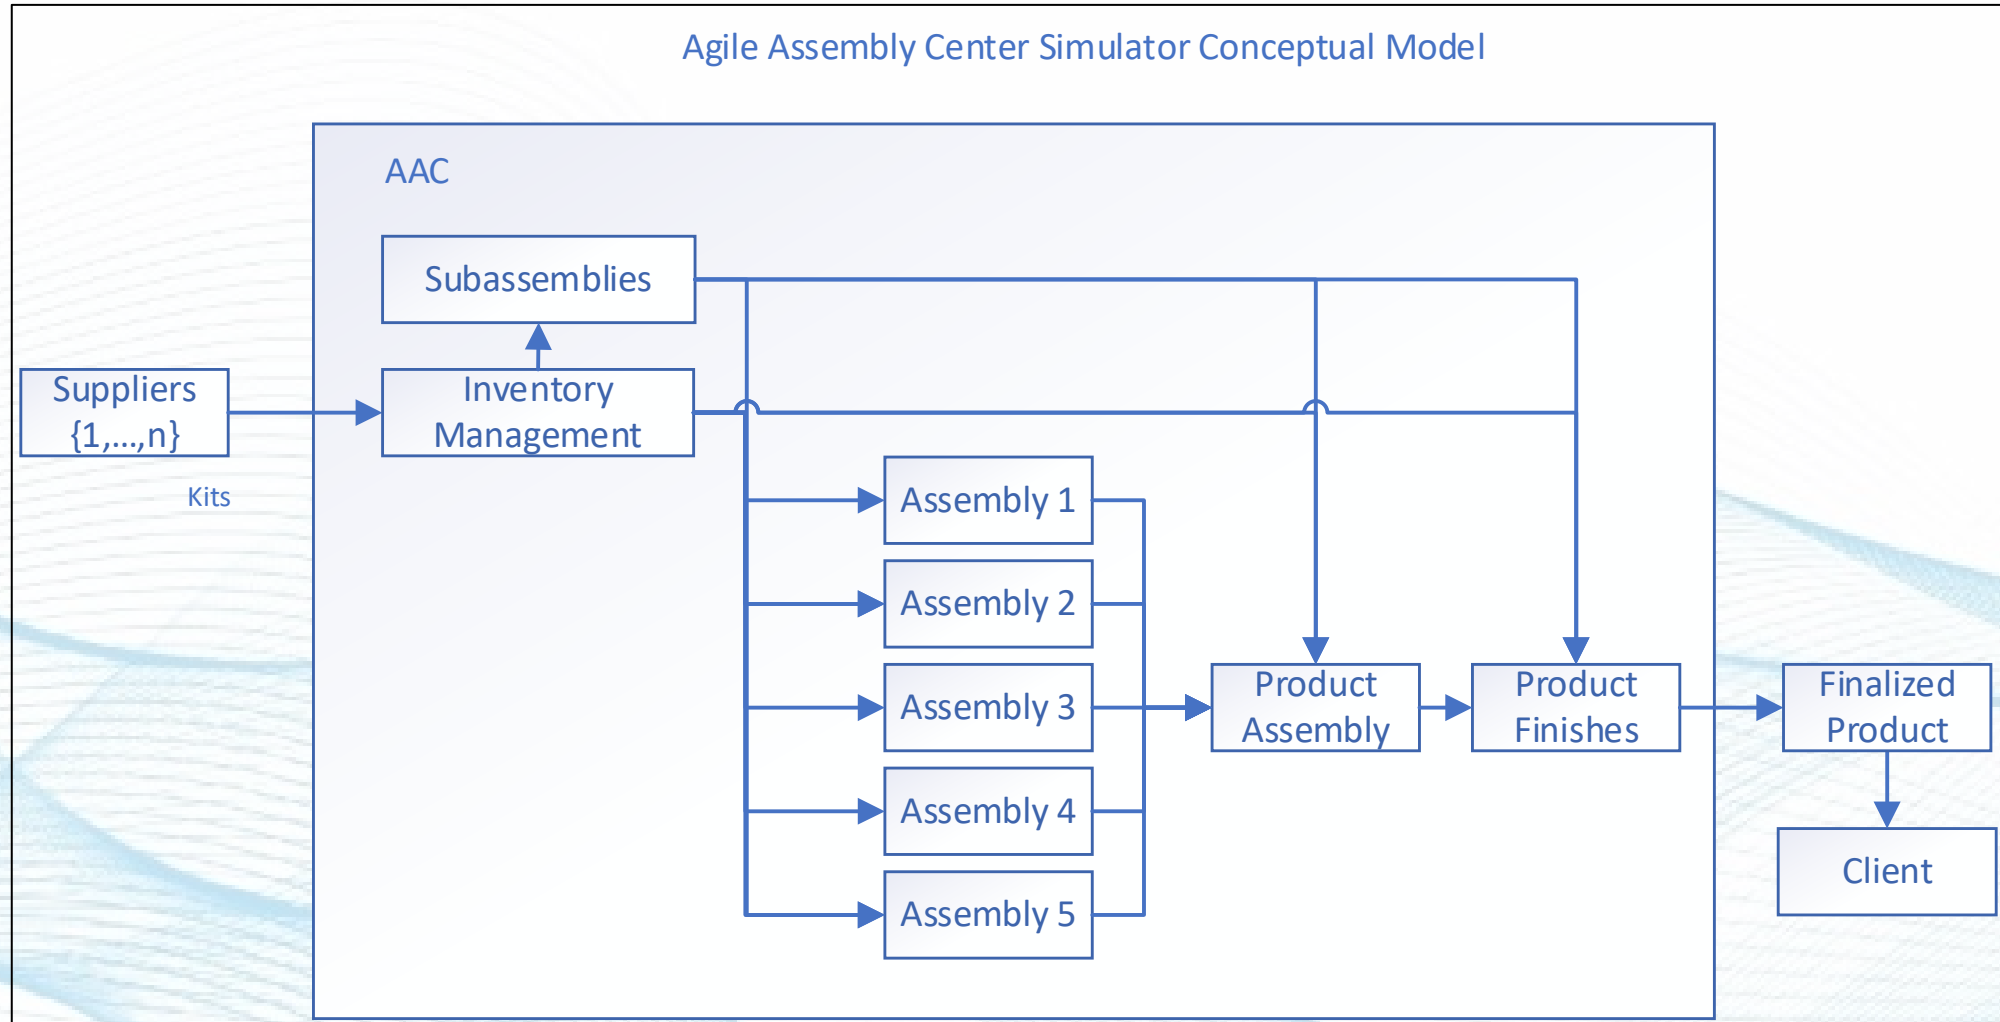 Agile Assembly Center Simulator Conceptual Model
AAC
Subassemblies
Suppliers
{1,...,n}
Inventory
Management
Kits
Assembly 1
Assembly 2
Assembly 3
Assembly 4
Assembly 5
Product
Assembly
Product
Finishes
Finalized
Product
Client